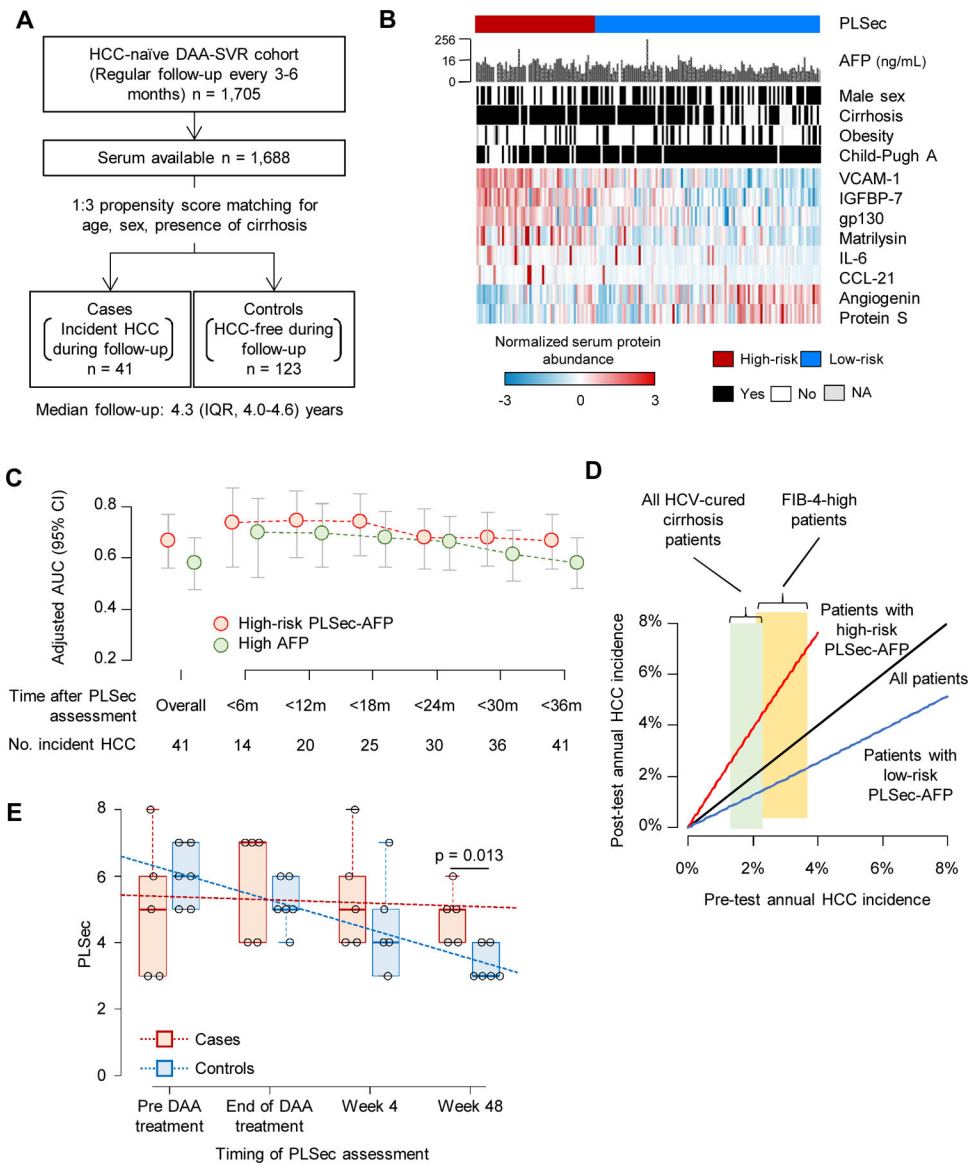 A
HCC-naïve DAA-SVR cohort
(Regular follow-up every 3-6
months) n = 1,705
Serum available n = 1,688
1:3 propensity score matching for
age, sex, presence of cirrhosis
Cases
Incident HCC
during follow-up
n = 41
Controls
HCC-free during
follow-up
n = 123
Median follow-up: 4.3 (IQR, 4.0-4.6) years
B
PLSec
256
16
0
AFP (ng/mL)
Male sex
Cirrhosis
Obesity
Child-Pugh A
VCAM-1
IGFBP-7
gp130
Matrilysin
IL-6
CCL-21
Angiogenin
Protein S
Normalized serum protein
abundance
-3 0 3
High-risk Low-risk
Yes No NA
C
Adjusted AUC (95% CI)
0.8
0.6
0.4
0.2
High-risk PLSec-AFP
High AFP
Time after PLSec
assessment
Overall <6m <12m <18m <24m <30m <36m
No. incident HCC 41 14 20 25 30 36 41
D
All HCV-cured
cirrhosis
patients
FIB-4-high
patients
Patients with
high-risk
PLSec-AFP
All patients
Patients with
low-risk
PLSec-AFP
Post-test annual HCC incidence
8%
6%
4%
2%
0%
0% 2% 4% 6% 8%
Pre-test annual HCC incidence
E
PLSec
8
6
4
2
0
p = 0.013
Cases
Controls
Pre DAA
treatment
End of DAA
treatment
Week 4
Week 48
Timing of PLSec assessment